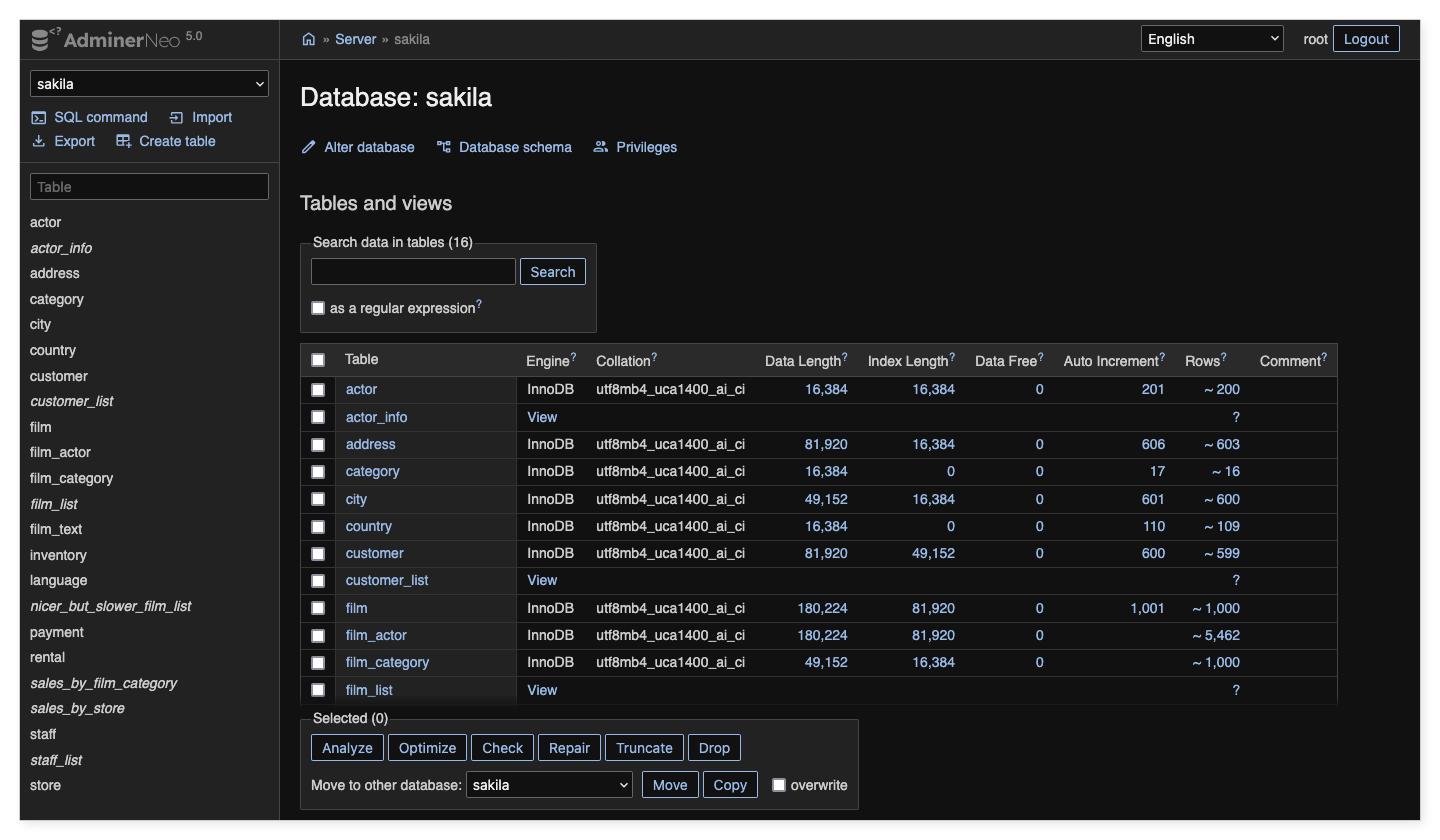 AdminerNeo 5.0
sakila
SQL command Import
Export Create table
Table
actor
actor_info
address
category
city
country
customer
customer_list
film
film_actor
film_category
film_list
film_text
inventory
language
nicer_but_slower_film_list
payment
rental
sales_by_film_category
sales_by_store
staff
staff_list
store
» Server » sakila
English root Logout
Database: sakila
Alter database Database schema Privileges
Tables and views
Search data in tables (16)
Search
as a regular expression?
Table Engine? Collation? Data Length? Index Length? Data Free? Auto Increment? Rows? Comment?
actor InnoDB utf8mb4_uca1400_ai_ci 16,384 16,384 0 201 ~ 200
actor_info View ?
address InnoDB utf8mb4_uca1400_ai_ci 81,920 16,384 0 606 ~ 603
category InnoDB utf8mb4_uca1400_ai_ci 16,384 0 0 17 ~ 16
city InnoDB utf8mb4_uca1400_ai_ci 49,152 16,384 0 601 ~ 600
country InnoDB utf8mb4_uca1400_ai_ci 16,384 0 0 110 ~ 109
customer InnoDB utf8mb4_uca1400_ai_ci 81,920 49,152 0 600 ~ 599
customer_list View ?
film InnoDB utf8mb4_uca1400_ai_ci 180,224 81,920 0 1,001 ~ 1,000
film_actor InnoDB utf8mb4_uca1400_ai_ci 180,224 81,920 0 ~ 5,462
film_category InnoDB utf8mb4_uca1400_ai_ci 49,152 16,384 0 ~ 1,000
film_list View ?
Selected (0)
Analyze Optimize Check Repair Truncate Drop
Move to other database: sakila Move Copy overwrite